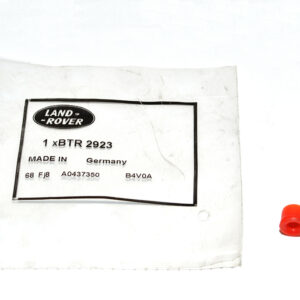 LAND-
ROVER
1 xBTR 2923
MADE IN Germany
68 Fj8 A0437350 B4V0A